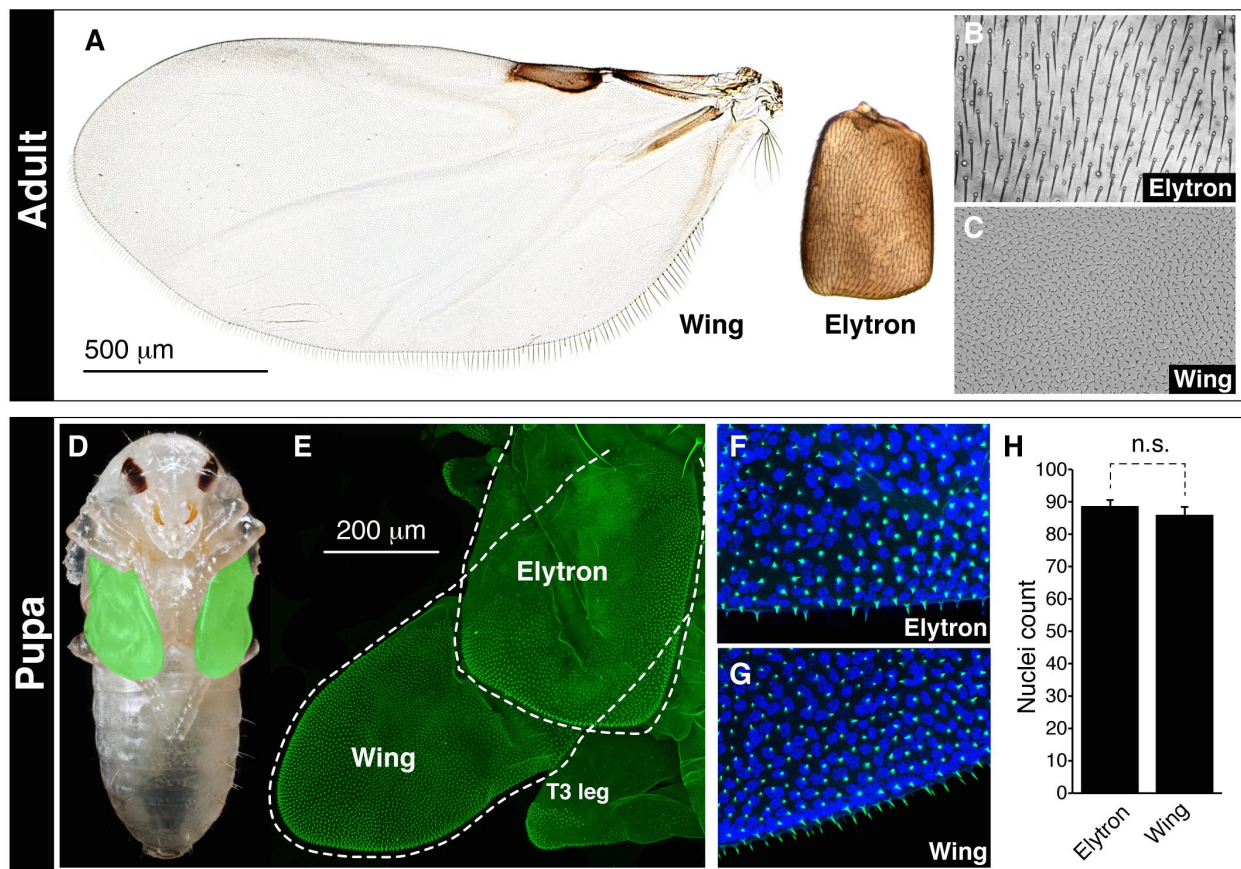 Adult
A
500 μm
Wing
Elytron
B
Elytron
C
Wing
Pupa
D
E
200 μm
Elytron
Wing
T3 leg
F
Elytron
G
Wing
H
n.s.
Nuclei count
100
90
80
70
60
50
40
30
20
10
0
Elytron
Wing